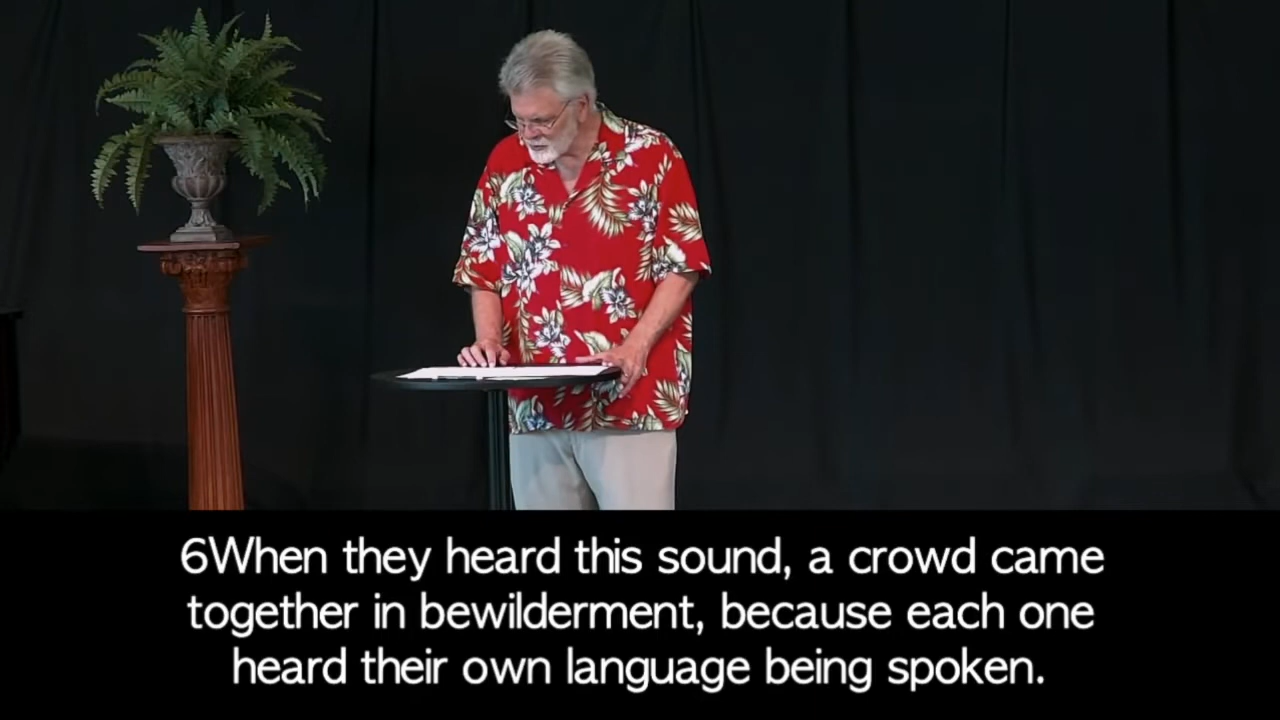 6When they heard this sound, a crowd came
together in bewilderment, because each one
heard their own language being spoken.